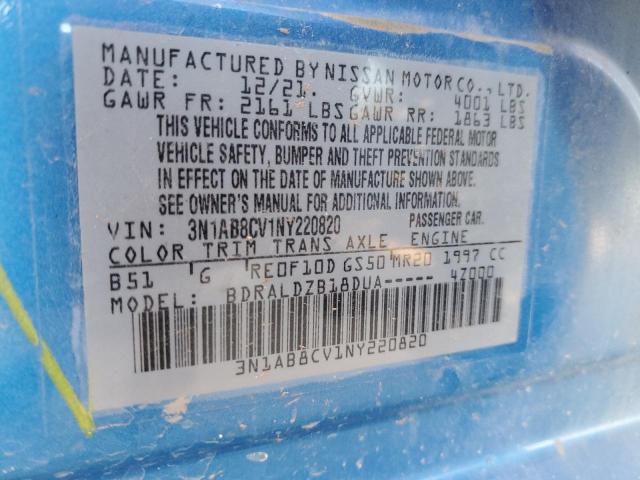 MANUFACTURED BY NISSAN MOTOR CO., LTD.
DATE: 12/21 GVWR: 4001 LBS
GAWR FR: 2161 LBS GAWR RR: 1863 LBS
THIS VEHICLE CONFORMS TO ALL APPLICABLE FEDERAL MOTOR
VEHICLE SAFETY, BUMPER AND THEFT PREVENTION STANDARDS
IN EFFECT ON THE DATE OF MANUFACTURE SHOWN ABOVE.
SEE OWNER'S MANUAL FOR ADDITIONAL INFORMATION
VIN: 3N1AB8CV1NY220820 PASSENGER CAR.
COLOR TRIM TRANS AXLE ENGINE
B51 G RE0F10D GS50 MR20 1997 CC
MODEL: BDRALDZB18DUA----- 4Z000
3N1AB8CV1NY220820